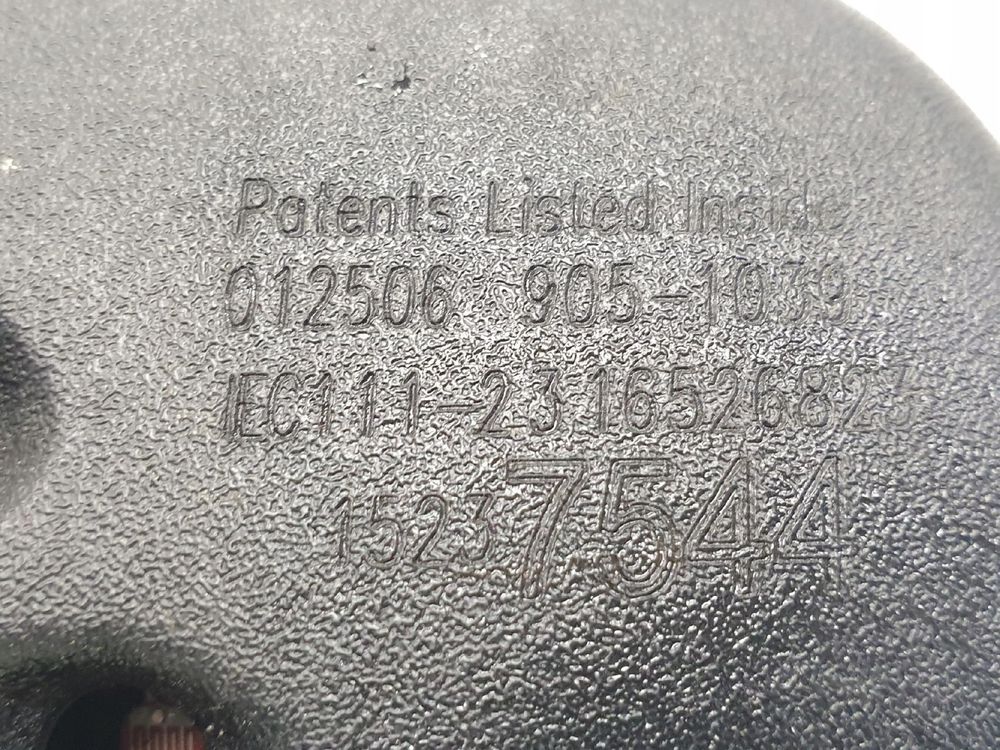 Patents Listed Inside
012506 905-1039
IEC111-23 16526823
15237544